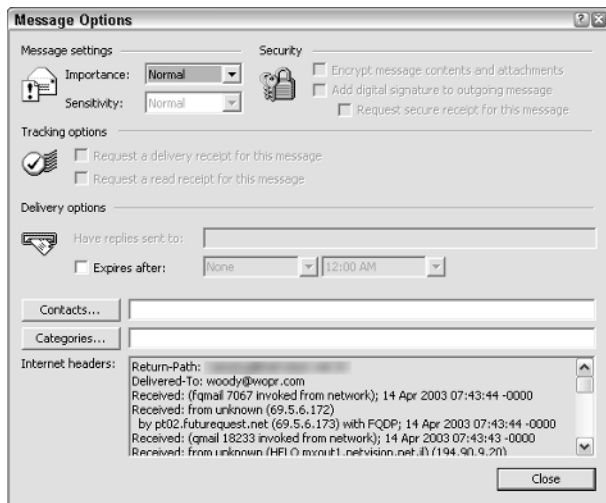 Message Options
Message settings
Security
Importance: Normal
Sensitivity: Normal
Encrypt message contents and attachments
Add digital signature to outgoing message
Request secure receipt for this message
Tracking options
Request a delivery receipt for this message
Request a read receipt for this message
Delivery options
Have replies sent to:
Expires after: None 12:00 AM
Contacts...
Categories...
Internet headers:
Return-Path:
Delivered-To: woody@wopr.com
Received: (fqmail 7067 invoked from network); 14 Apr 2003 07:43:44 -0000
Received: from unknown (69.5.6.172)
by pt02.futurequest.net (69.5.6.173) with FQDP; 14 Apr 2003 07:43:44 -0000
Received: (qmail 18233 invoked from network); 14 Apr 2003 07:43:43 -0000
Received: from unknown (HELO mxout1.netvision.net.il) (194.90.9.20)
Close